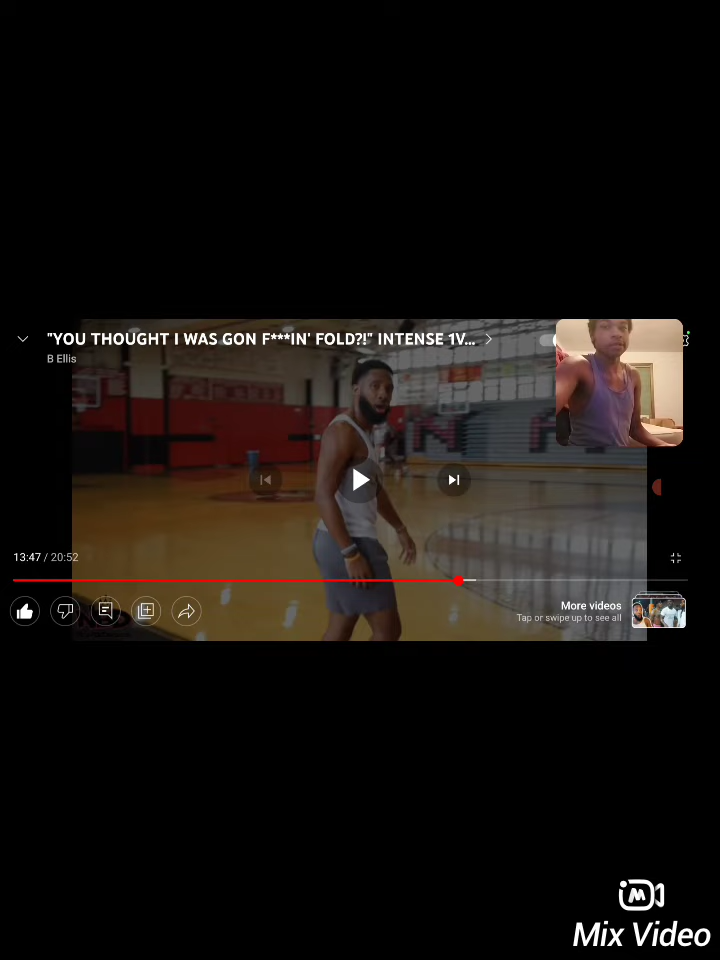 "YOU THOUGHT I WAS GON F***IN' FOLD?!" INTENSE 1V...
B Ellis
13:47 / 20:52
More videos
Tap or swipe up to see all
Mix Video